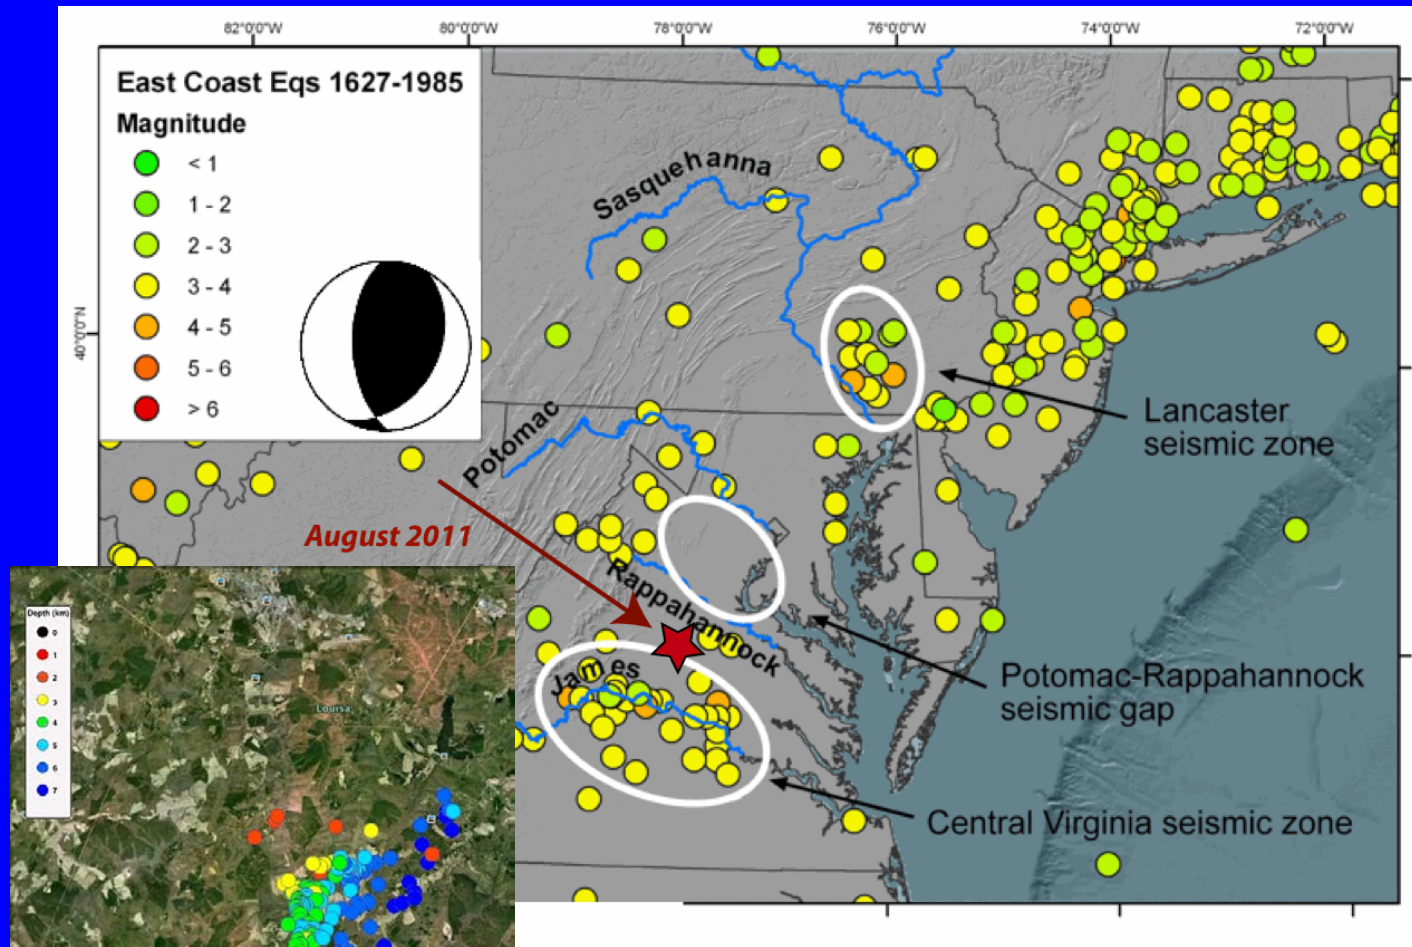 82°0'0"W
80°0'0"W
78°0'0"W
76°0'0"W
74°0'0"W
72°0'0"W
East Coast Eqs 1627-1985
Magnitude
< 1
1 - 2
2 - 3
3 - 4
4 - 5
5 - 6
> 6
40°0'0"N
Sasquehanna
Potomac
Lancaster
seismic zone
August 2011
Rappahannock
James
Potomac-Rappahannock
seismic gap
Central Virginia seismic zone
Depth (km)
0
1
2
3
4
5
6
7
Louisa